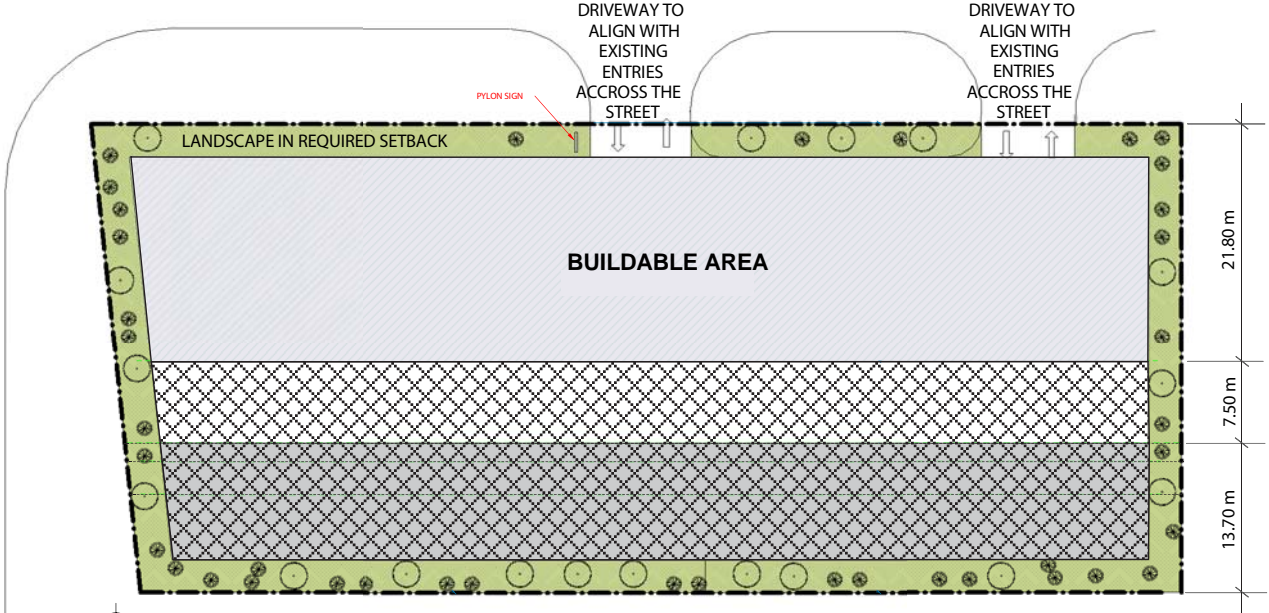 DRIVEWAY TO
ALIGN WITH
EXISTING
ENTRIES
ACCROSS THE
STREET
DRIVEWAY TO
ALIGN WITH
EXISTING
ENTRIES
ACCROSS THE
STREET
PYLON SIGN
LANDSCAPE IN REQUIRED SETBACK
BUILDABLE AREA
21.80 m
7.50 m
13.70 m